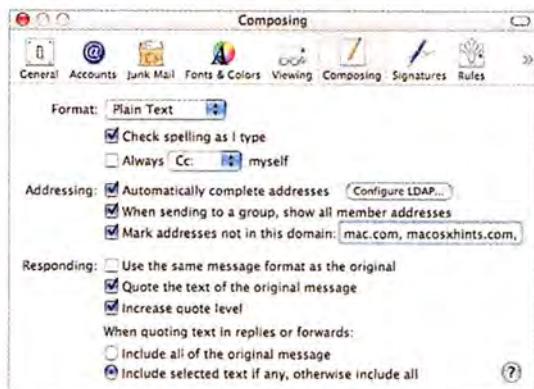 Composing
General Accounts Junk Mail Fonts & Colors Viewing Composing Signatures Rules »
Format: Plain Text
Check spelling as I type
Always Cc: myself
Addressing: Automatically complete addresses Configure LDAP...
When sending to a group, show all member addresses
Mark addresses not in this domain: mac.com, macosxhints.com,
Responding: Use the same message format as the original
Quote the text of the original message
Increase quote level
When quoting text in replies or forwards:
Include all of the original message
Include selected text if any, otherwise include all ?